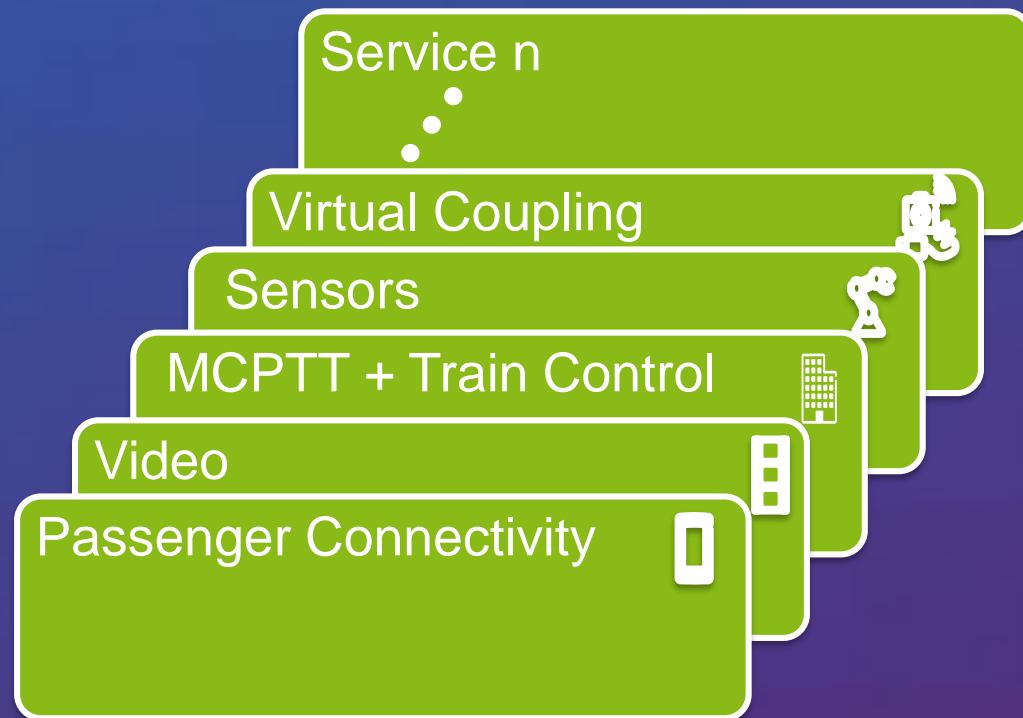 Service n
Virtual Coupling
Sensors
MCPTT + Train Control
Video
Passenger Connectivity